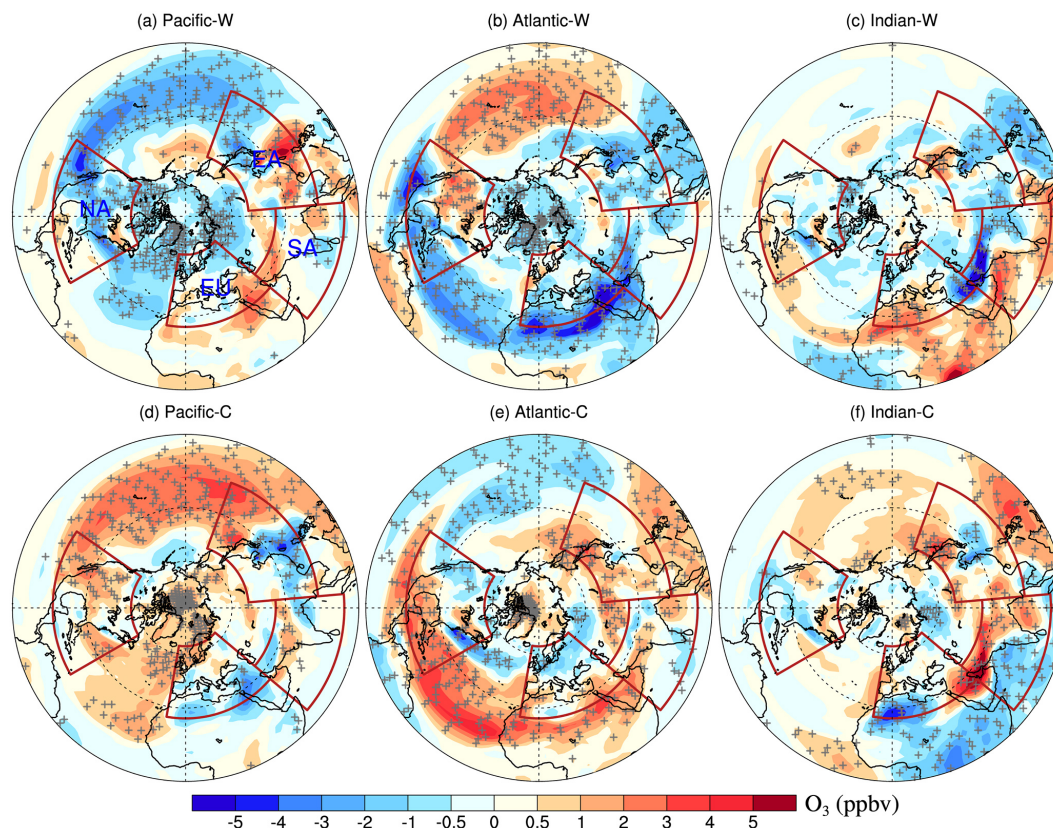 (a) Pacific-W
(b) Atlantic-W
(c) Indian-W
EA
NA
SA
EU
(d) Pacific-C
(e) Atlantic-C
(f) Indian-C
-5 -4 -3 -2 -1 -0.5 0 0.5 1 2 3 4 5
O₃ (ppbv)